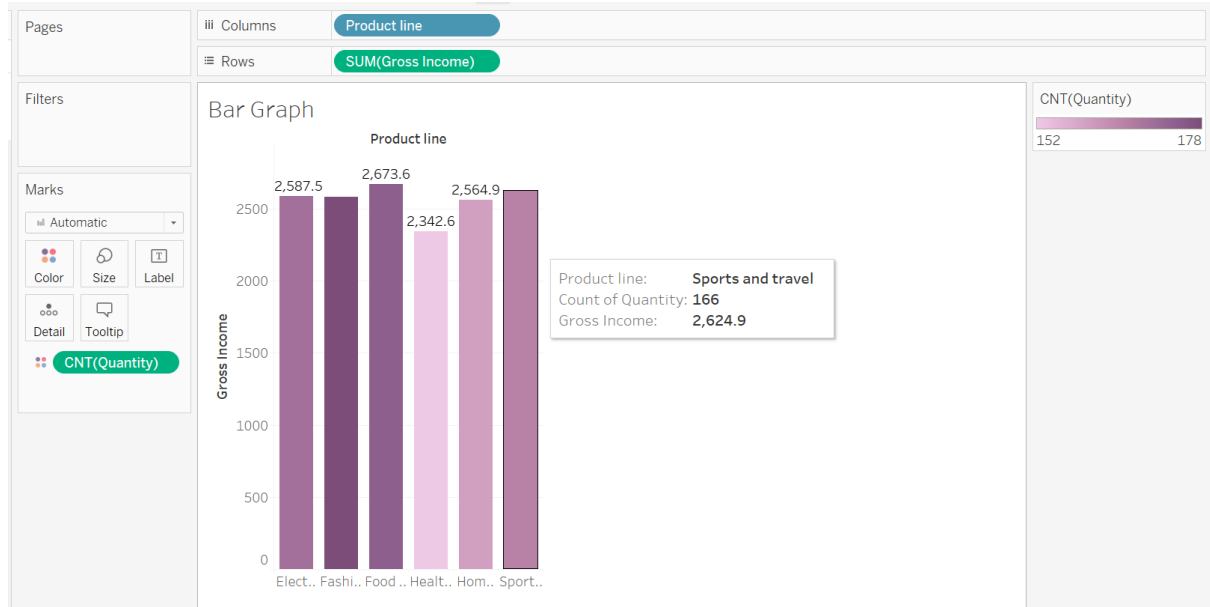 Pages
Columns
Product line
Rows
SUM(Gross Income)
Filters
Marks
Automatic
Color
Size
T
Label
Detail
Tooltip
CNT(Quantity)
Bar Graph
Product line
2,587.5
2,673.6
2,342.6
2,564.9
Gross Income
2500
2000
1500
1000
500
0
Elect.. Fashi.. Food .. Healt.. Hom.. Sport..
Product line: Sports and travel
Count of Quantity: 166
Gross Income: 2,624.9
CNT(Quantity)
152 178